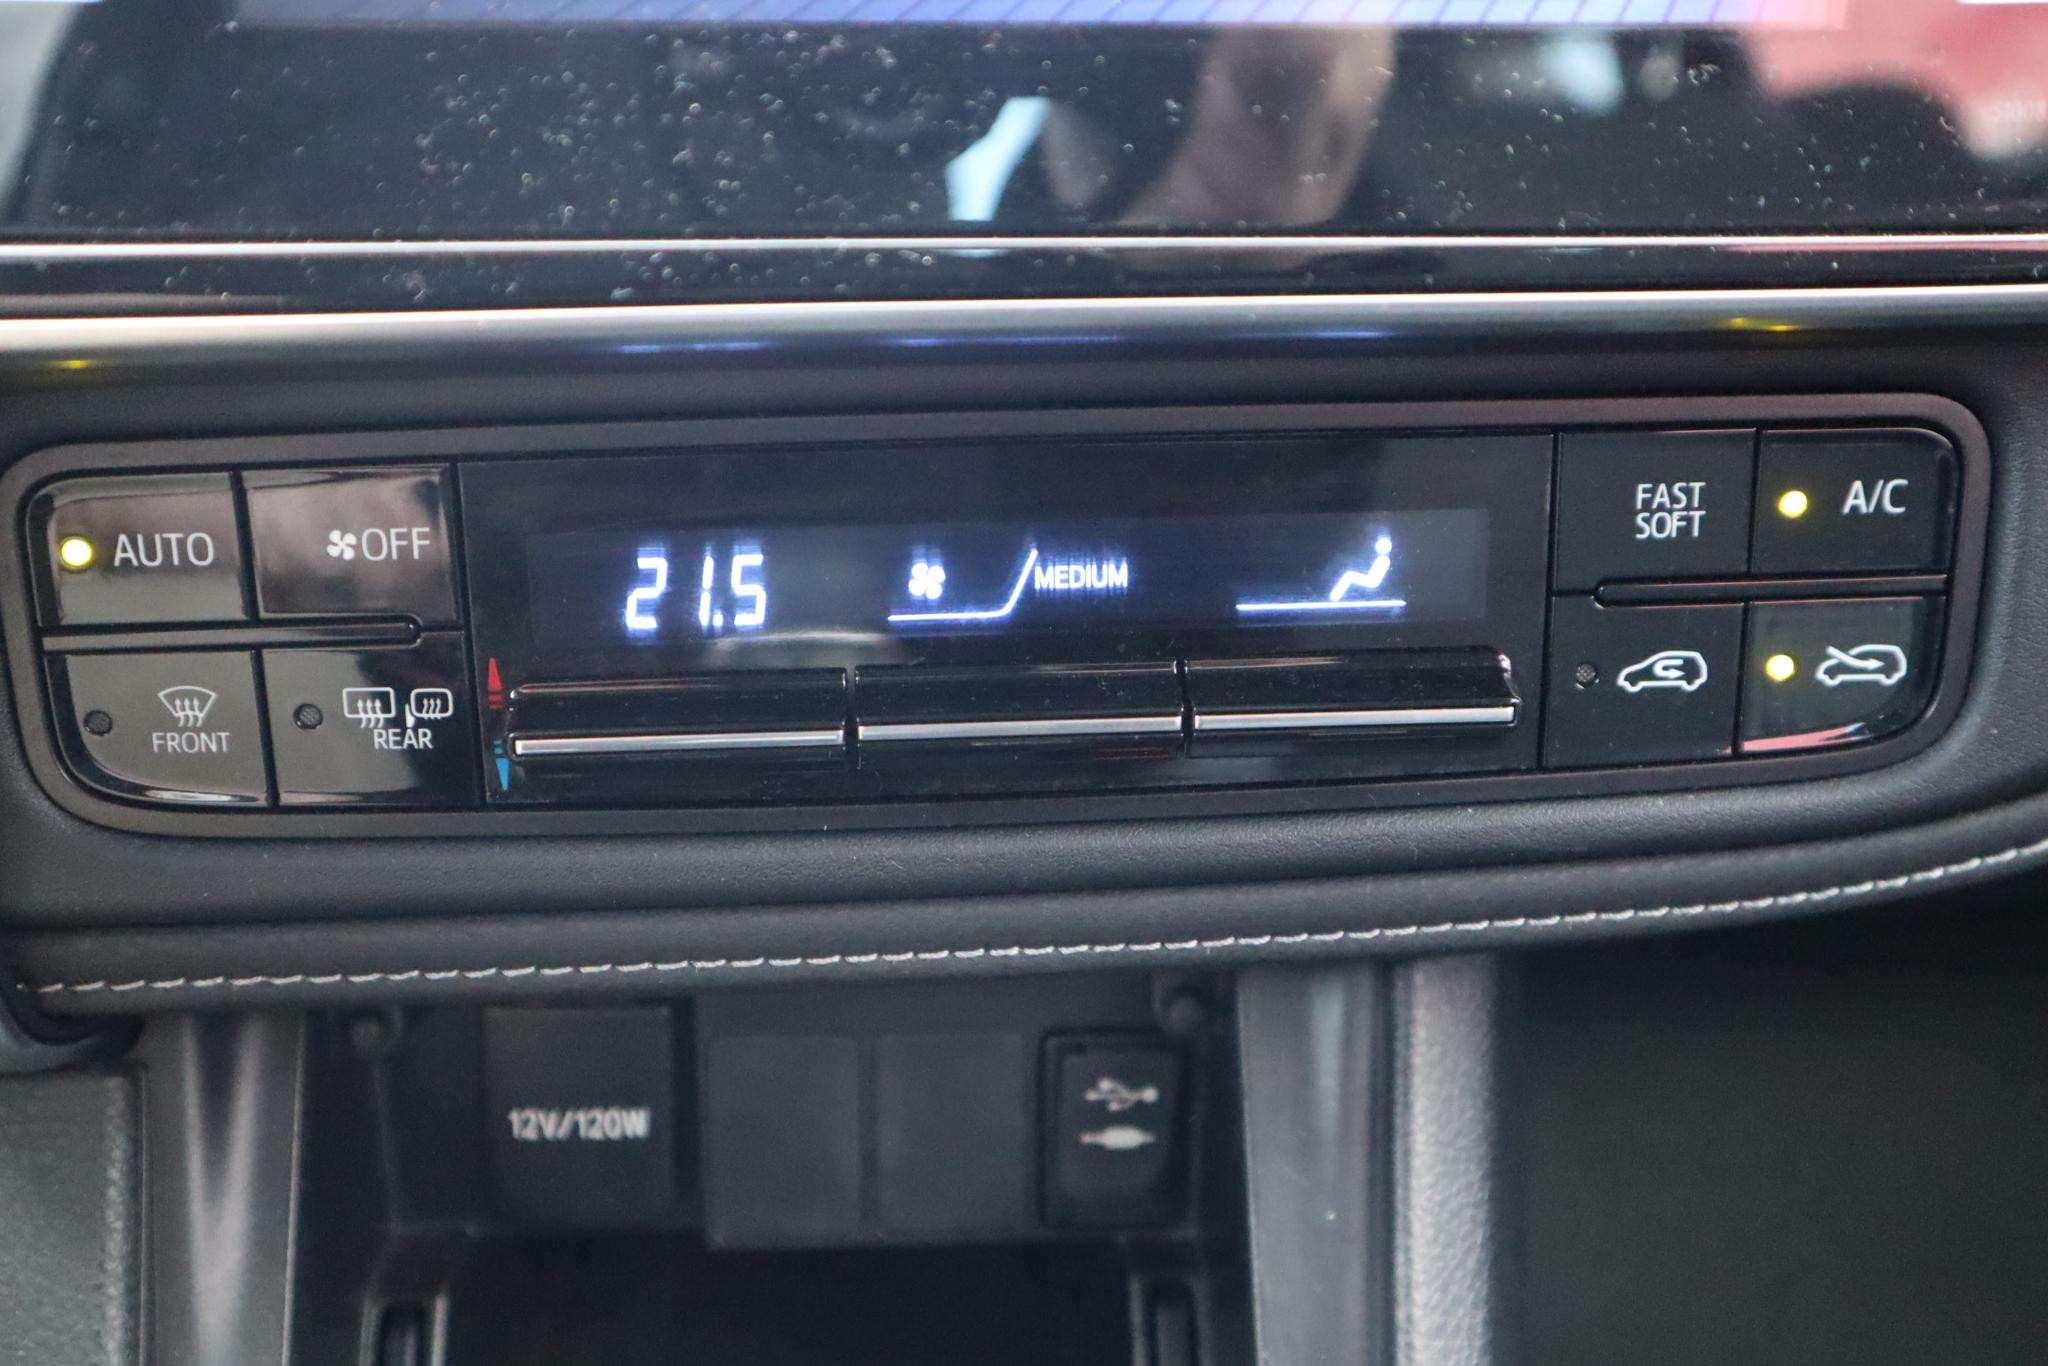 AUTO
OFF
21.5
MEDIUM
FAST
SOFT
A/C
FRONT
REAR
12V/120W